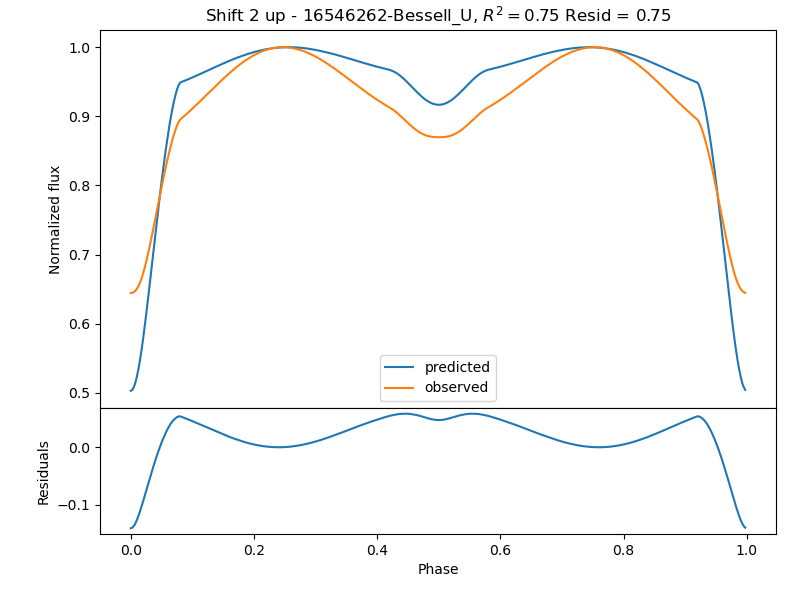 Shift 2 up - 16546262-Bessell_U, $R^2 = 0.75$ Resid = 0.75
1.0
0.9
0.8
0.7
0.6
0.5
Normalized flux
predicted
observed
0.0
−0.1
Residuals
0.0 0.2 0.4 0.6 0.8 1.0
Phase